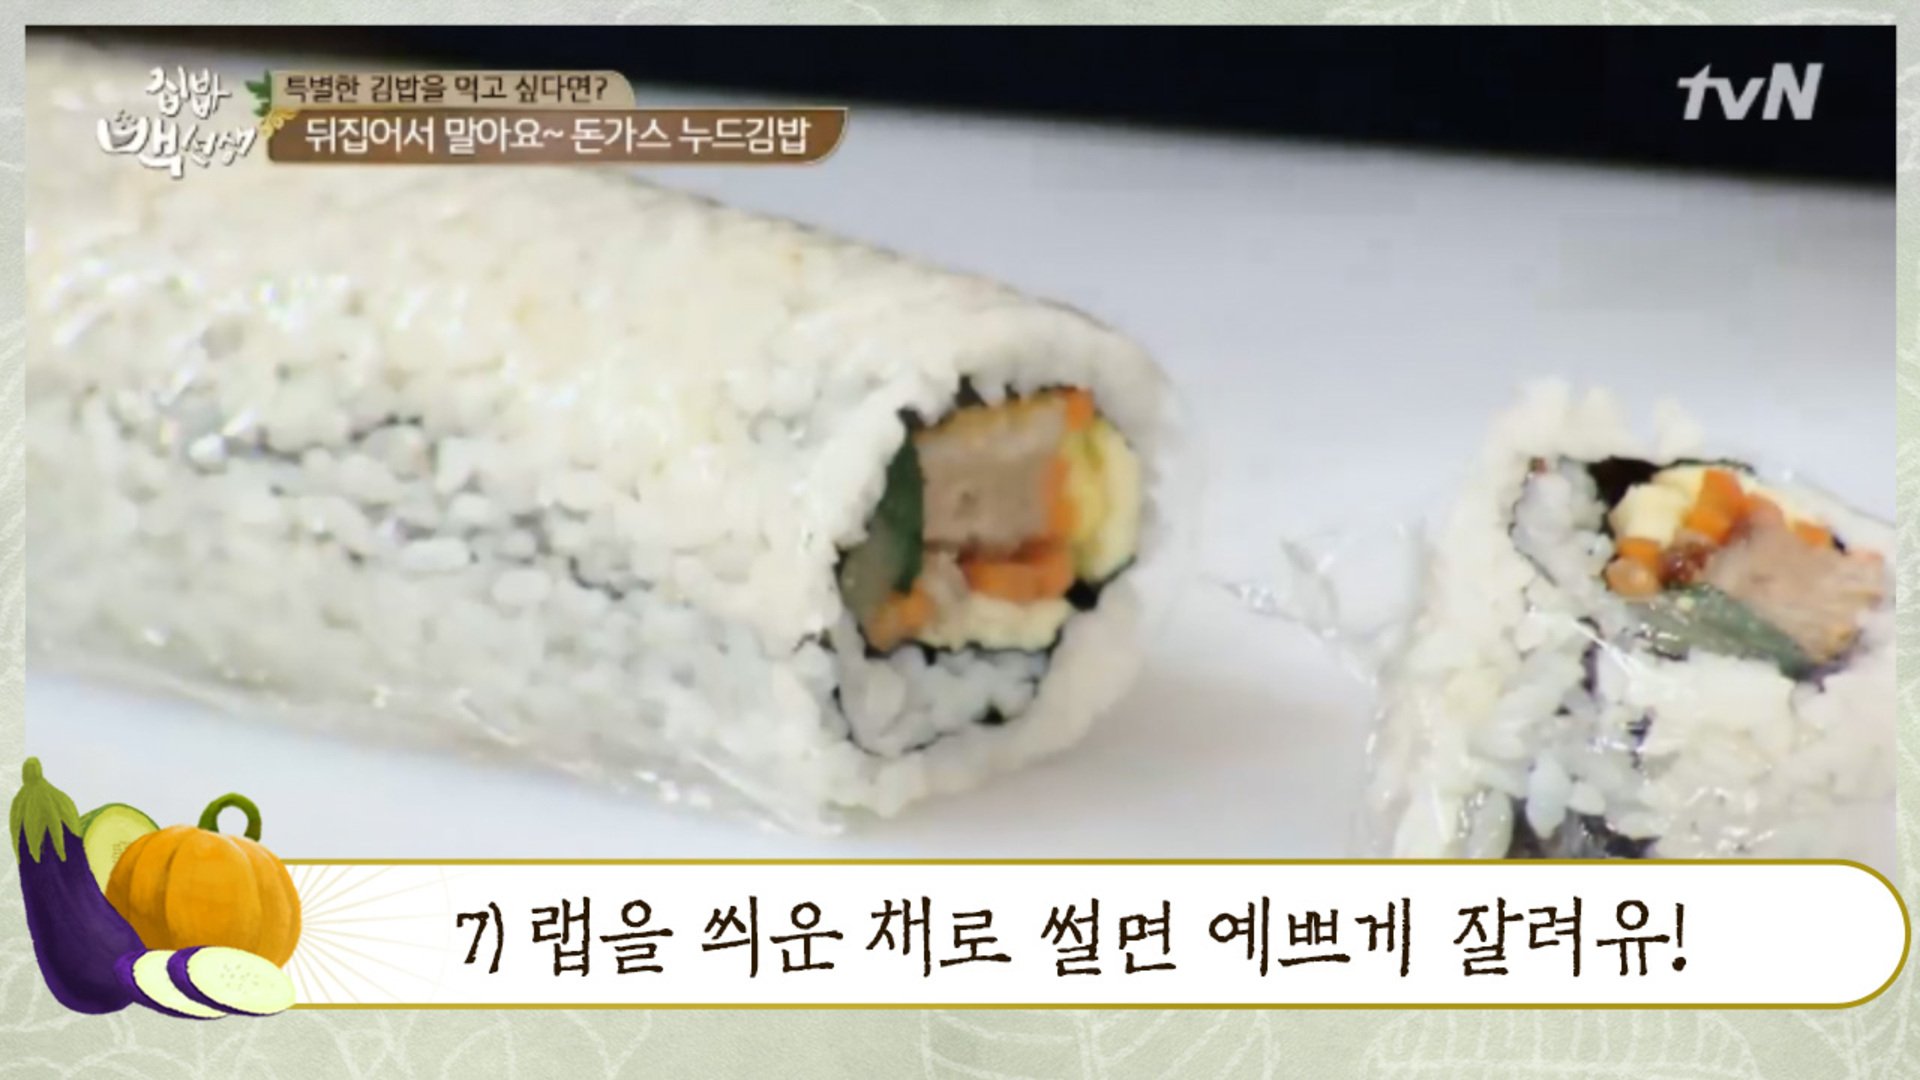 집밥
백선생
특별한 김밥을 먹고 싶다면?
뒤집어서 말아요~ 돈가스 누드김밥
tvN
7) 랩을 씌운 채로 썰면 예쁘게 잘려유!